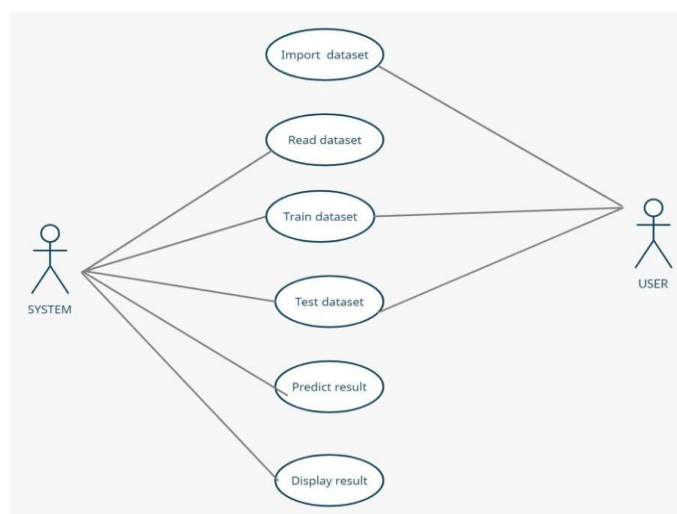 Import dataset
Read dataset
Train dataset
Test dataset
Predict result
Display result
SYSTEM
USER